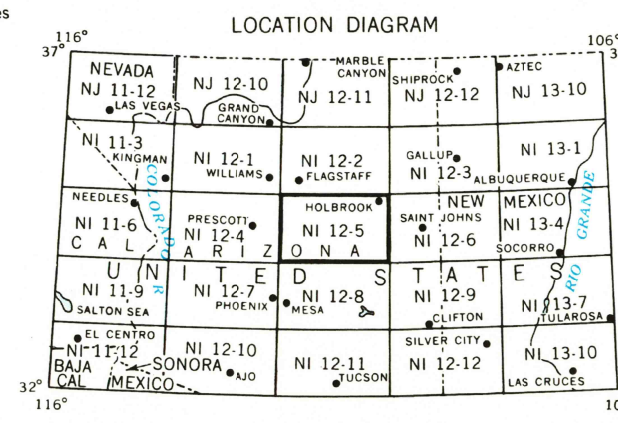 es
LOCATION DIAGRAM
116°
106°
37°
3
NEVADA
NJ 11-12
LAS VEGAS
NJ 12-10
GRAND
CANYON
MARBLE
CANYON
NJ 12-11
SHIPROCK
NJ 12-12
AZTEC
NJ 13-10
NI 11-3
KINGMAN
NI 12-1
WILLIAMS
NI 12-2
FLAGSTAFF
GALLUP
NI 12-3
NI 13-1
ALBUQUERQUE
NEEDLES
NI 11-6
CAL
COLORADO R
PRESCOTT
NI 12-4
ARIZONA
HOLBROOK
NI 12-5
SAINT JOHNS
NI 12-6
NEW MEXICO
NI 13-4
SOCORRO
RIO GRANDE
UNITED STATES
NI 11-9
SALTON SEA
NI 12-7
PHOENIX
NI 12-8
MESA
NI 12-9
CLIFTON
NI 13-7
TULAROSA
EL CENTRO
NI 11-12
BAJA
CAL
SONORA
MEXICO
NI 12-10
AJO
NI 12-11
TUCSON
SILVER CITY
NI 12-12
NI 13-10
LAS CRUCES
32°
116°
10